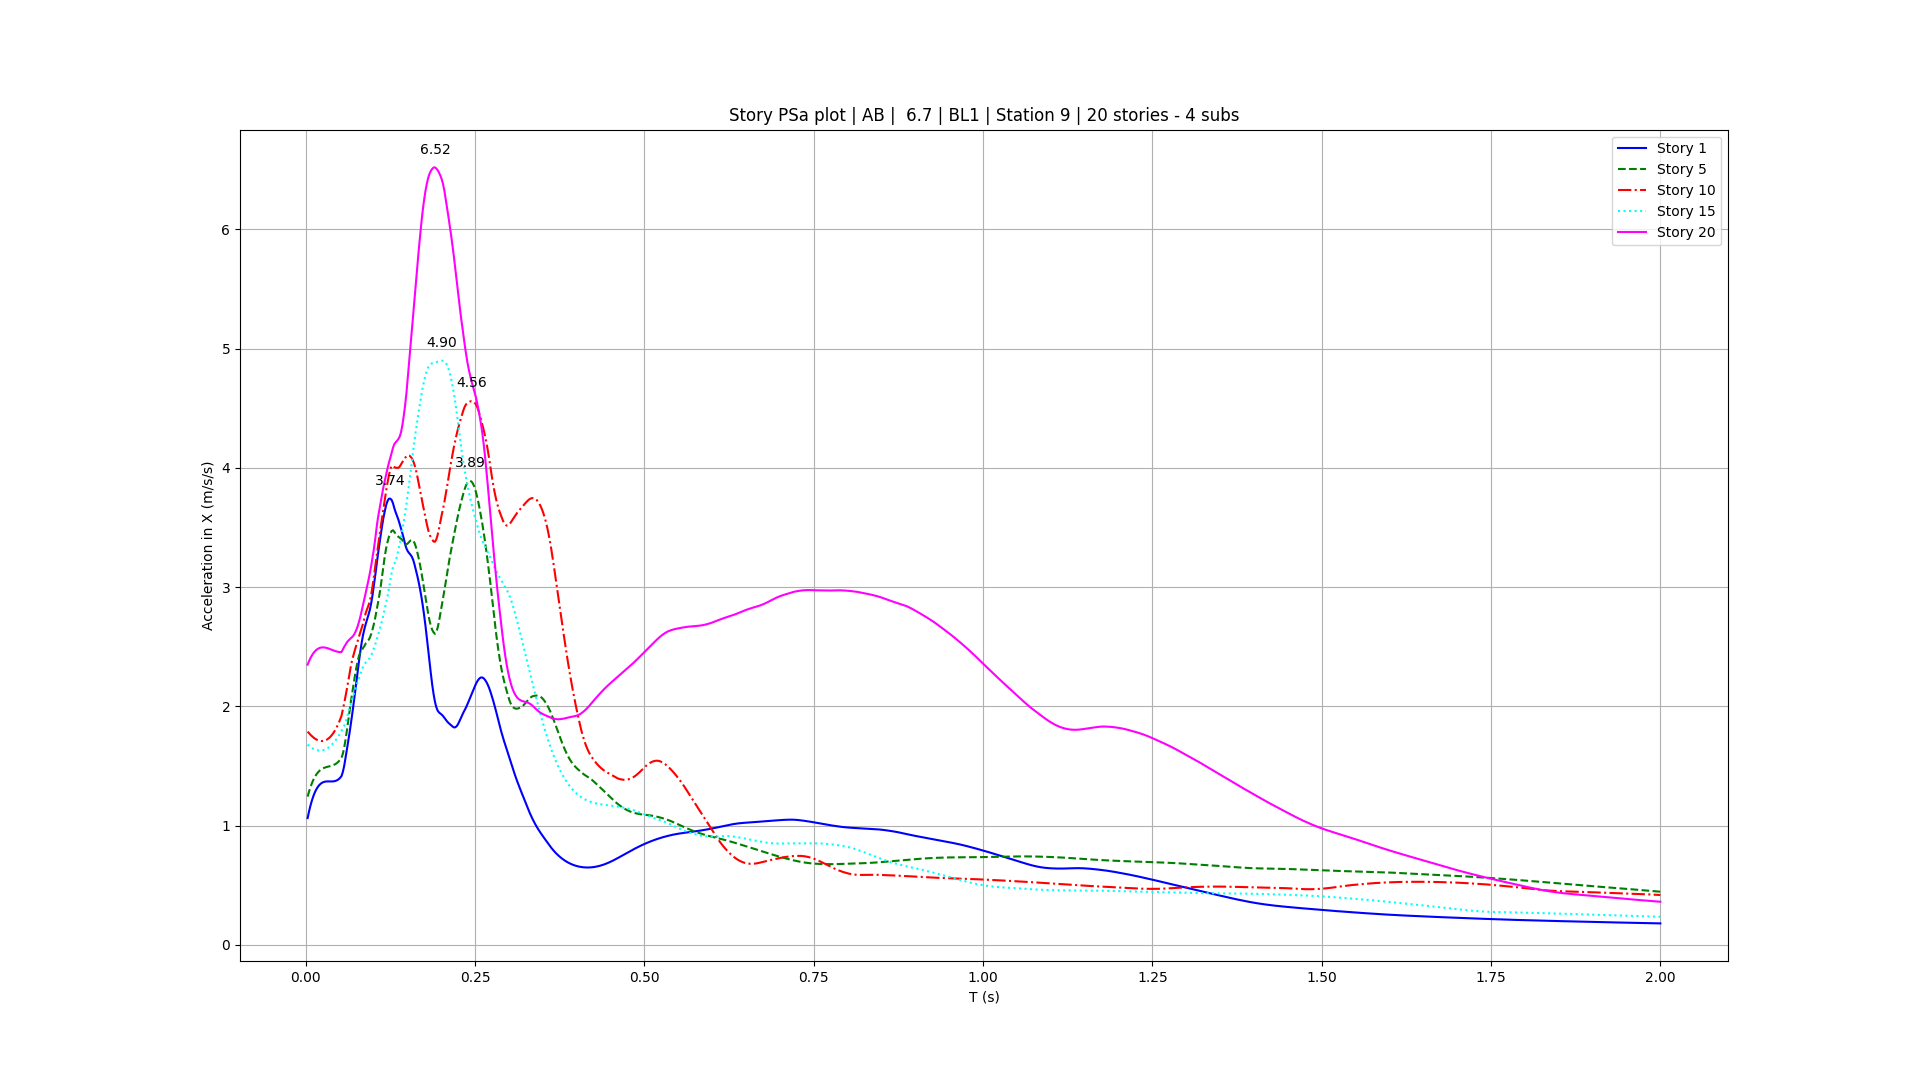 Story PSa plot | AB |  6.7 | BL1 | Station 9 | 20 stories - 4 subs
Story 1
Story 5
Story 10
Story 15
Story 20
6.52
4.90
4.56
3.89
3.74
6
5
4
3
2
1
0
Acceleration in X (m/s/s)
0.00 0.25 0.50 0.75 1.00 1.25 1.50 1.75 2.00
T (s)